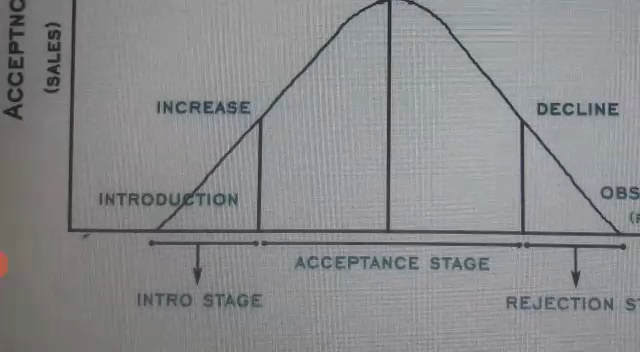 ACCEPTNC
(SALES)
INCREASE
DECLINE
INTRODUCTION
OBS
ACCEPTANCE STAGE
INTRO STAGE
REJECTION ST